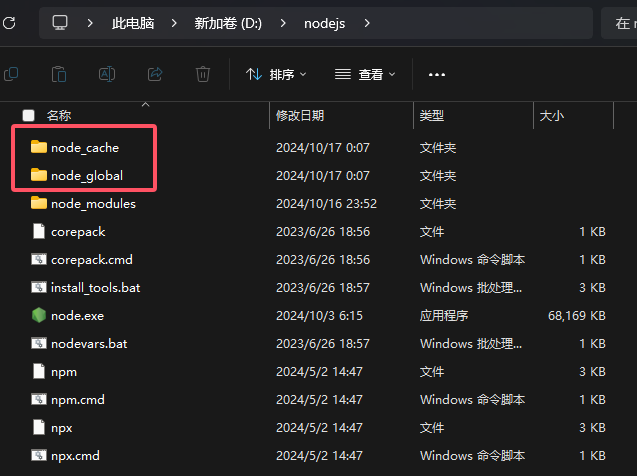 此电脑 新加卷 (D:) nodejs 在
排序 查看
名称 修改日期 类型 大小
node_cache 2024/10/17 0:07 文件夹
node_global 2024/10/17 0:07 文件夹
node_modules 2024/10/16 23:52 文件夹
corepack 2023/6/26 18:56 文件 1 KB
corepack.cmd 2023/6/26 18:56 Windows 命令脚本 1 KB
install_tools.bat 2023/6/26 18:57 Windows 批处理... 3 KB
node.exe 2024/10/3 6:15 应用程序 68,169 KB
nodevars.bat 2023/6/26 18:57 Windows 批处理... 1 KB
npm 2024/5/2 14:47 文件 3 KB
npm.cmd 2024/5/2 14:47 Windows 命令脚本 1 KB
npx 2024/5/2 14:47 文件 3 KB
npx.cmd 2024/5/2 14:47 Windows 命令脚本 1 KB